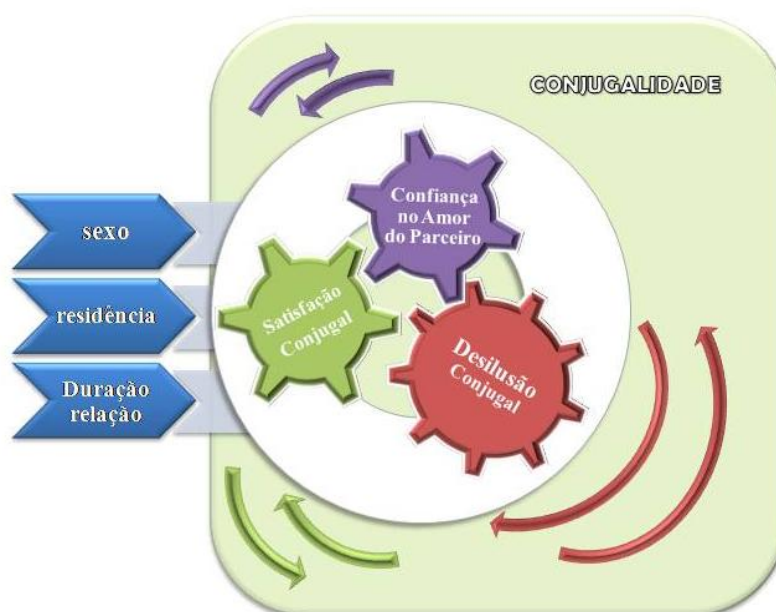 CONJUGALIDADE
Confiança
no Amor
do Parceiro
sexo
Satisfação
Conjugal
residência
Desilusão
Conjugal
Duração
relação